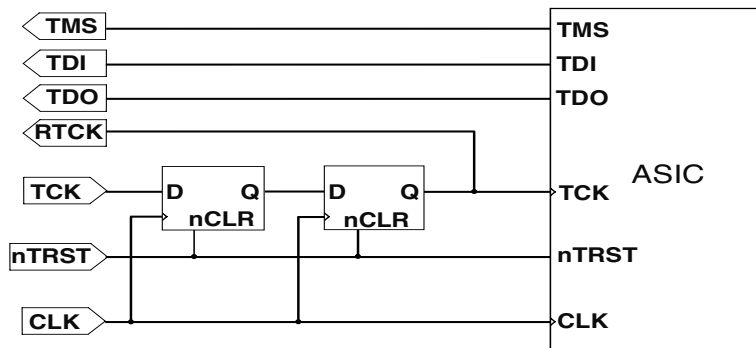 TMS TMS
TDI TDI
TDO TDO
RTCK
TCK D Q D Q TCK ASIC
nCLR nCLR
nTRST nTRST
CLK CLK